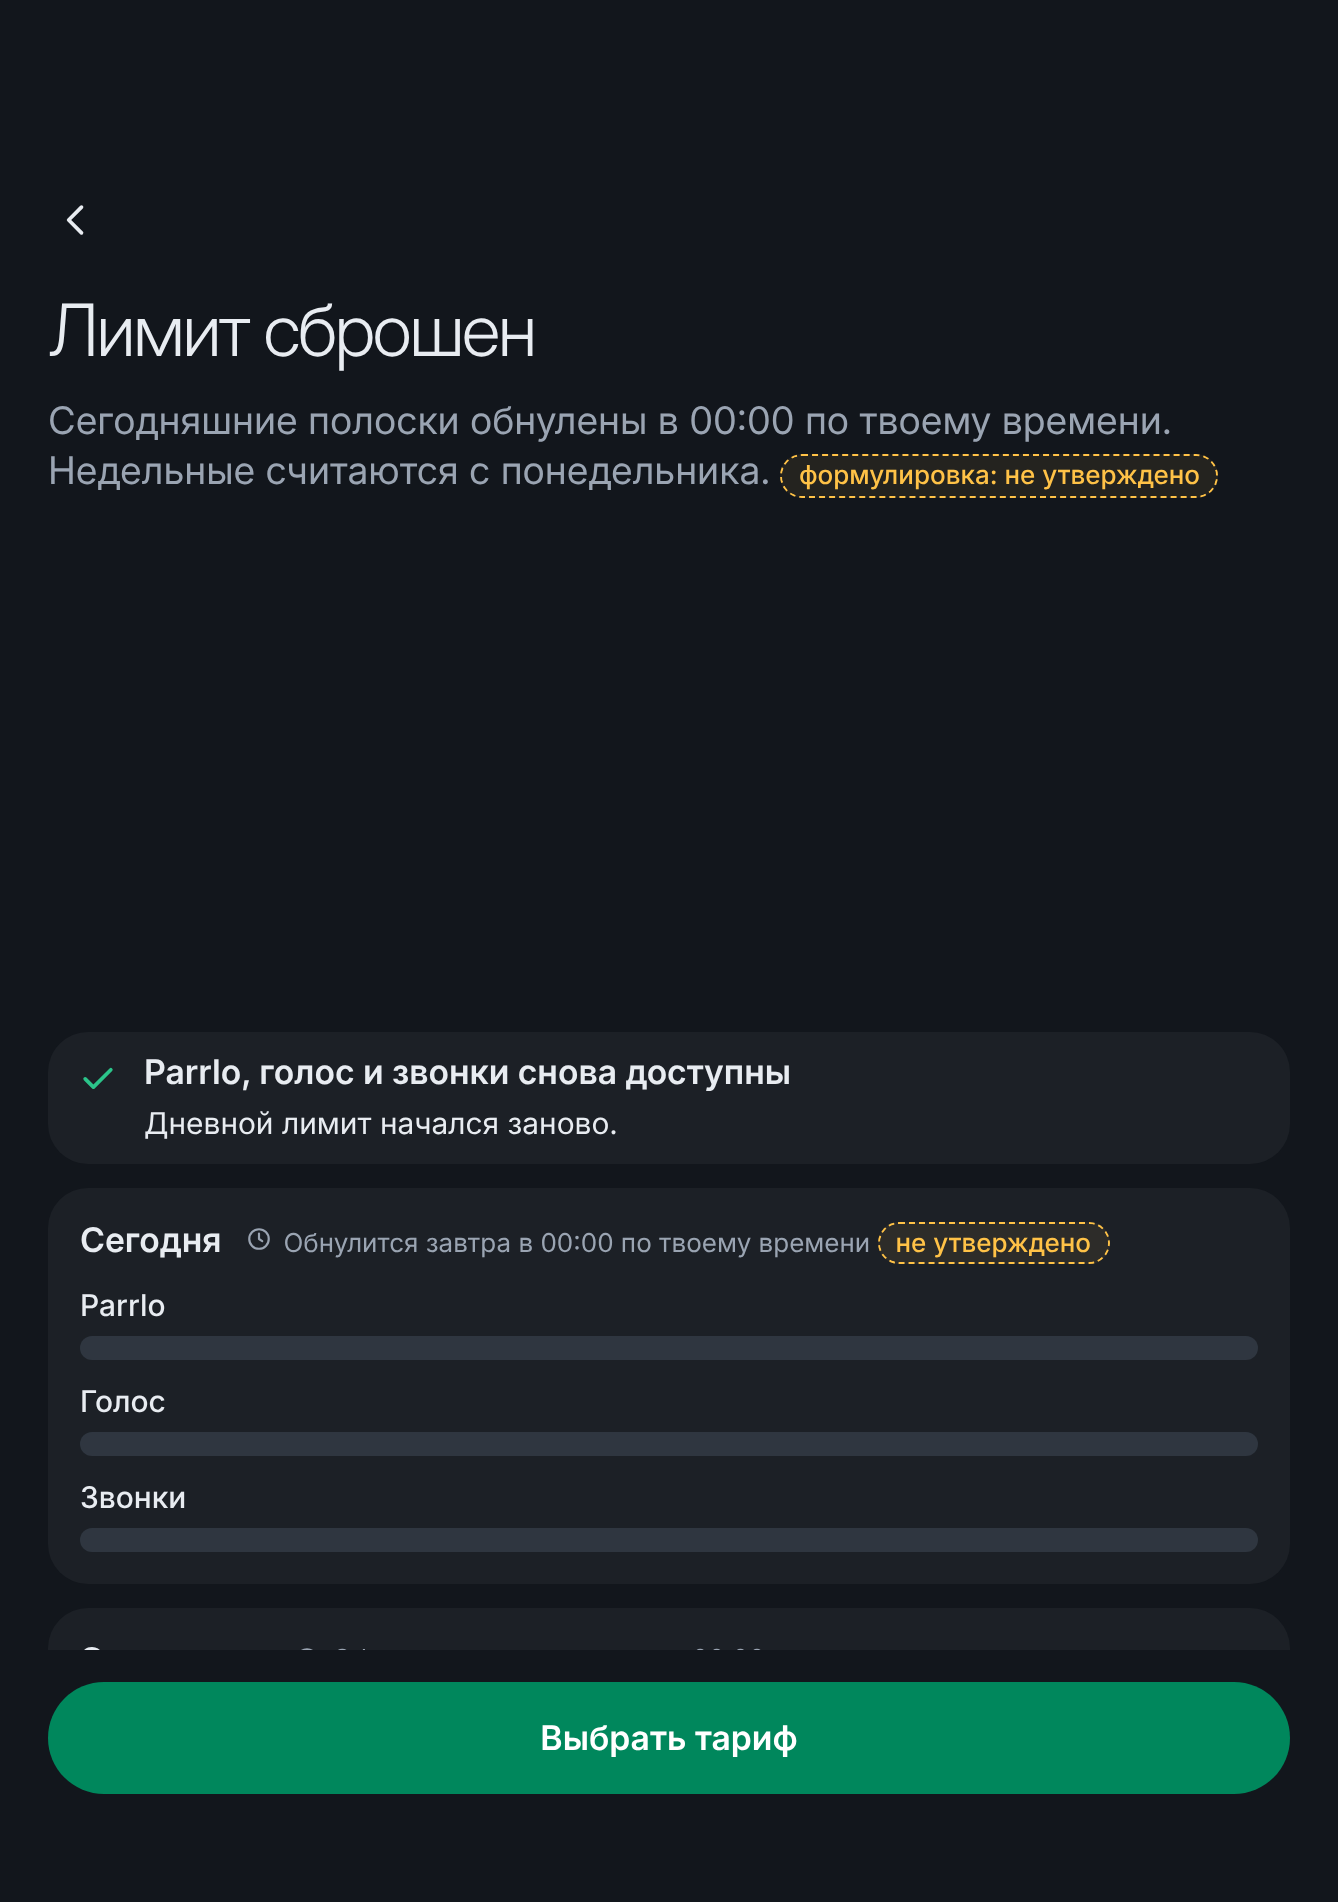 Лимит сброшен
Сегодняшние полоски обнулены в 00:00 по твоему времени.
Недельные считаются с понедельника. формулировка: не утверждено
Parrlo, голос и звонки снова доступны
Дневной лимит начался заново.
Сегодня Обнулится завтра в 00:00 по твоему времени не утверждено
Parrlo
Голос
Звонки
Выбрать тариф